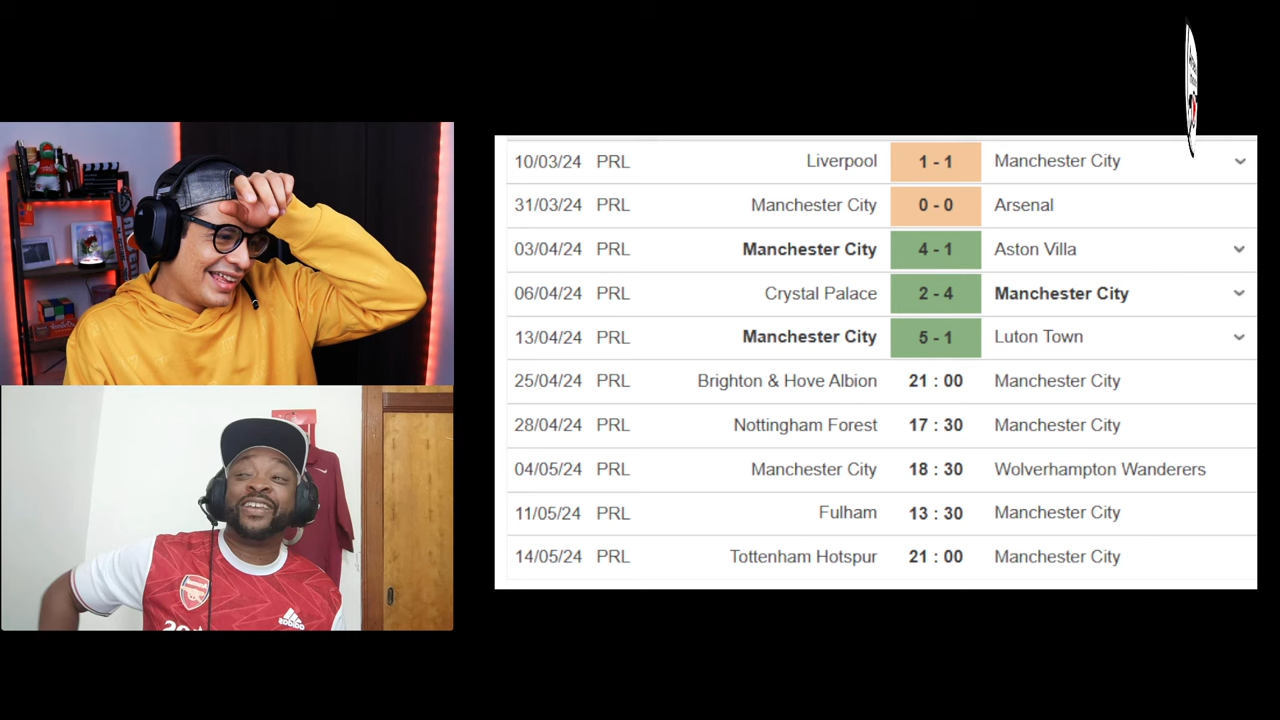 10/03/24 PRL Liverpool 1 - 1 Manchester City
31/03/24 PRL Manchester City 0 - 0 Arsenal
03/04/24 PRL Manchester City 4 - 1 Aston Villa
06/04/24 PRL Crystal Palace 2 - 4 Manchester City
13/04/24 PRL Manchester City 5 - 1 Luton Town
25/04/24 PRL Brighton & Hove Albion 21 : 00 Manchester City
28/04/24 PRL Nottingham Forest 17 : 30 Manchester City
04/05/24 PRL Manchester City 18 : 30 Wolverhampton Wanderers
11/05/24 PRL Fulham 13 : 30 Manchester City
14/05/24 PRL Tottenham Hotspur 21 : 00 Manchester City
Arsenal
adidas